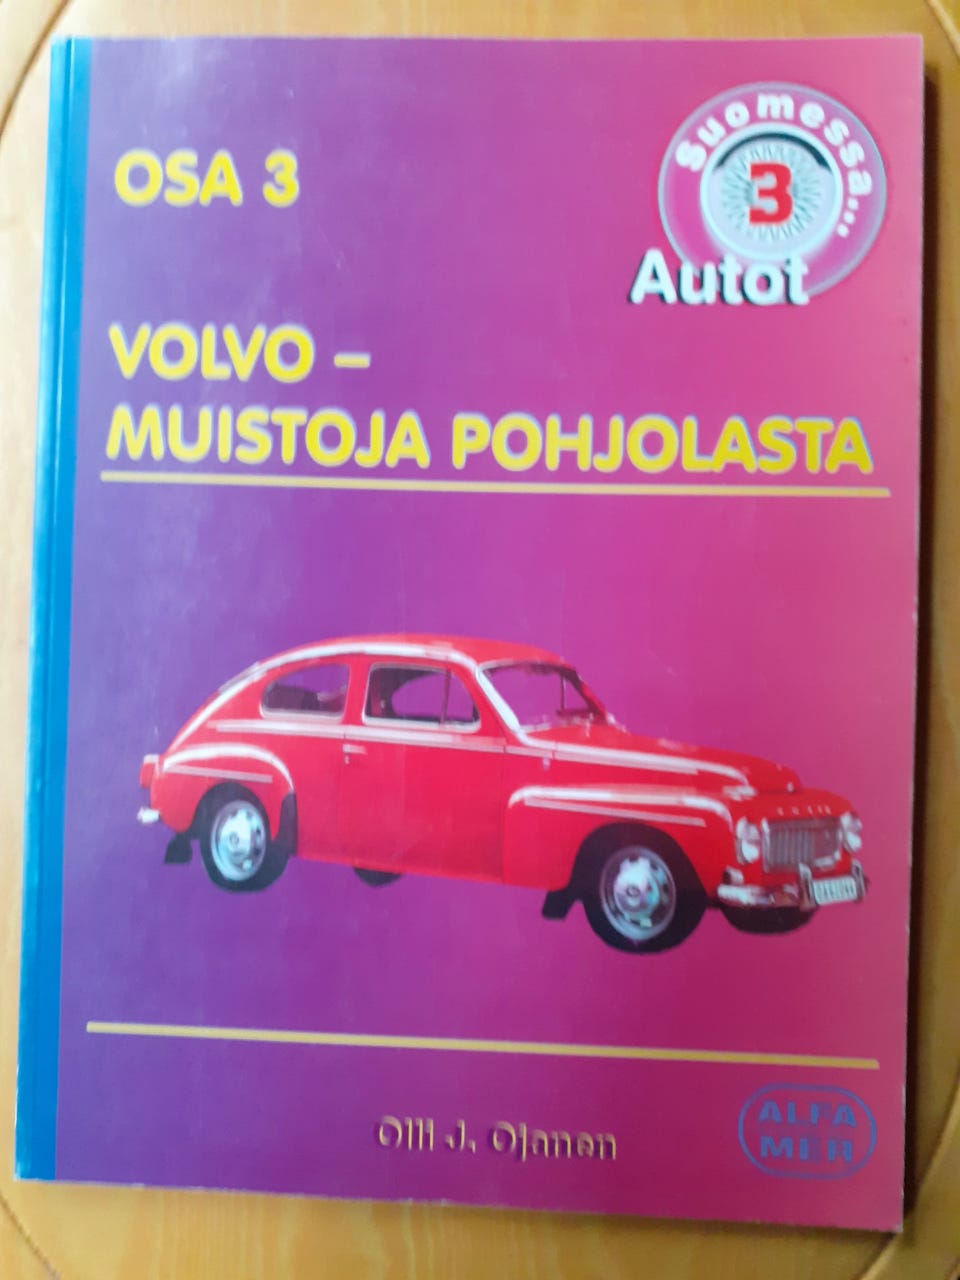 OSA 3
Suomessa...
3
Autot
VOLVO –
MUISTOJA POHJOLASTA
Olli J. Ojanen
ALFA
MER